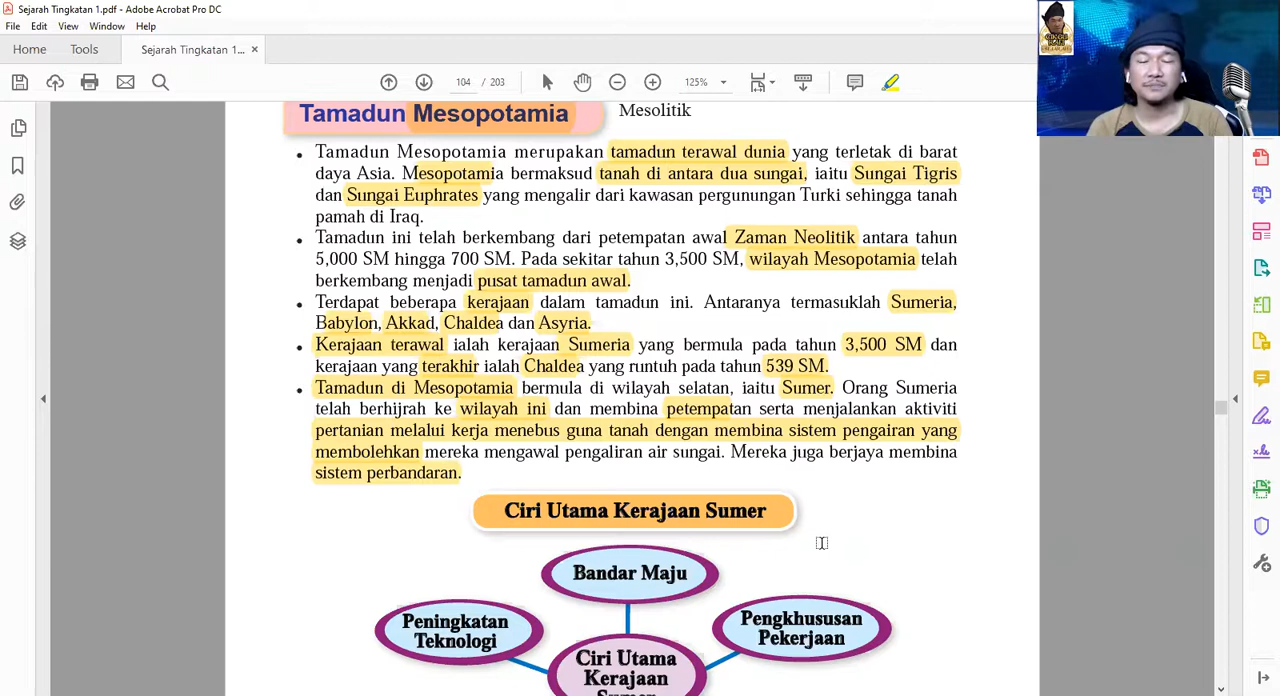 Sejarah Tingkatan 1.pdf - Adobe Acrobat Pro DC
File Edit View Window Help
Home Tools Sejarah Tingkatan 1... ×
104 / 203 125%
Tamadun Mesopotamia
Mesolitik
• Tamadun Mesopotamia merupakan tamadun terawal dunia yang terletak di barat
daya Asia. Mesopotamia bermaksud tanah di antara dua sungai, iaitu Sungai Tigris
dan Sungai Euphrates yang mengalir dari kawasan pergunungan Turki sehingga tanah
pamah di Iraq.
• Tamadun ini telah berkembang dari petempatan awal Zaman Neolitik antara tahun
5,000 SM hingga 700 SM. Pada sekitar tahun 3,500 SM, wilayah Mesopotamia telah
berkembang menjadi pusat tamadun awal.
• Terdapat beberapa kerajaan dalam tamadun ini. Antaranya termasuklah Sumeria,
Babylon, Akkad, Chaldea dan Asyria.
• Kerajaan terawal ialah kerajaan Sumeria yang bermula pada tahun 3,500 SM dan
kerajaan yang terakhir ialah Chaldea yang runtuh pada tahun 539 SM.
• Tamadun di Mesopotamia bermula di wilayah selatan, iaitu Sumer. Orang Sumeria
telah berhijrah ke wilayah ini dan membina petempatan serta menjalankan aktiviti
pertanian melalui kerja menebus guna tanah dengan membina sistem pengairan yang
membolehkan mereka mengawal pengaliran air sungai. Mereka juga berjaya membina
sistem perbandaran.
Ciri Utama Kerajaan Sumer
Bandar Maju
Peningkatan
Teknologi
Pengkhususan
Pekerjaan
Ciri Utama
Kerajaan
Sumer